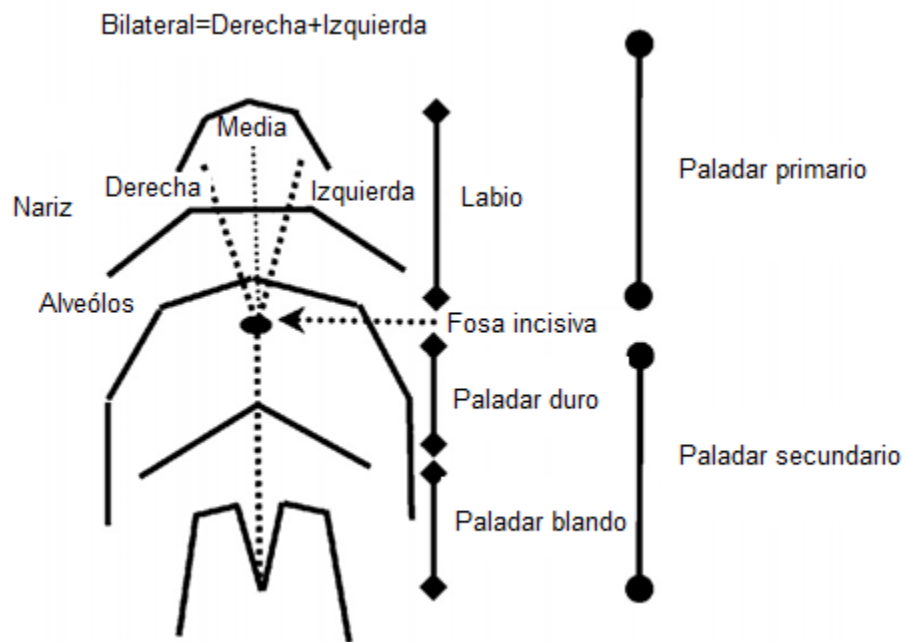 Bilateral=Derecha+Izquierda
Media
Derecha
Izquierda
Nariz
Labio
Paladar primario
Alveólos
Fosa incisiva
Paladar duro
Paladar secundario
Paladar blando